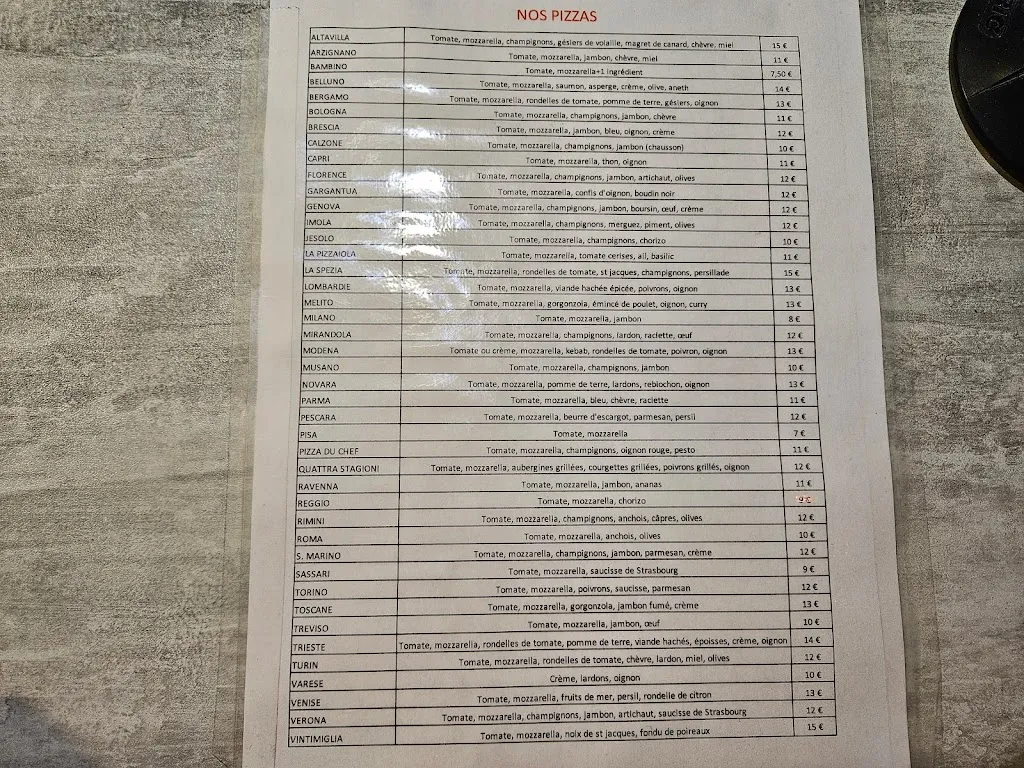 NOS PIZZAS
ALTAVILLA Tomate, mozzarella, champignons, gésiers de volaille, magret de canard, chèvre, miel 15 €
ARZIGNANO Tomate, mozzarella, jambon, chèvre, miel 11 €
BAMBINO Tomate, mozzarella+1 ingrédient 7,50 €
BELLUNO Tomate, mozzarella, saumon, asperge, crème, olive, aneth 14 €
BERGAMO Tomate, mozzarella, rondelles de tomate, pomme de terre, gésiers, oignon 13 €
BOLOGNA Tomate, mozzarella, champignons, jambon, chèvre 11 €
BRESCIA Tomate, mozzarella, jambon, bleu, oignon, crème 12 €
CALZONE Tomate, mozzarella, champignons, jambon (chausson) 10 €
CAPRI Tomate, mozzarella, thon, oignon 11 €
FLORENCE Tomate, mozzarella, champignons, jambon, artichaut, olives 12 €
GARGANTUA Tomate, mozzarella, confis d'oignon, boudin noir 12 €
GENOVA Tomate, mozzarella, champignons, jambon, boursin, œuf, crème 12 €
IMOLA Tomate, mozzarella, champignons, merguez, piment, olives 12 €
JESOLO Tomate, mozzarella, champignons, chorizo 10 €
LA PIZZAIOLA Tomate, mozzarella, tomate cerises, ail, basilic 11 €
LA SPEZIA Tomate, mozzarella, rondelles de tomate, st jacques, champignons, persillade 15 €
LOMBARDIE Tomate, mozzarella, viande hachée épicée, poivrons, oignon 13 €
MELITO Tomate, mozzarella, gorgonzola, émincé de poulet, oignon, curry 13 €
MILANO Tomate, mozzarella, jambon 8 €
MIRANDOLA Tomate, mozzarella, champignons, lardon, raclette, œuf 12 €
MODENA Tomate ou crème, mozzarella, kebab, rondelles de tomate, poivron, oignon 13 €
MUSANO Tomate, mozzarella, champignons, jambon 10 €
NOVARA Tomate, mozzarella, pomme de terre, lardons, reblochon, oignon 13 €
PARMA Tomate, mozzarella, bleu, chèvre, raclette 11 €
PESCARA Tomate, mozzarella, beurre d'escargot, parmesan, persil 12 €
PISA Tomate, mozzarella 7 €
PIZZA DU CHEF Tomate, mozzarella, champignons, oignon rouge, pesto 11 €
QUATTRA STAGIONI Tomate, mozzarella, aubergines grillées, courgettes grillées, poivrons grillés, oignon 12 €
RAVENNA Tomate, mozzarella, jambon, ananas 11 €
REGGIO Tomate, mozzarella, chorizo 9 €
RIMINI Tomate, mozzarella, champignons, anchois, câpres, olives 12 €
ROMA Tomate, mozzarella, anchois, olives 10 €
S. MARINO Tomate, mozzarella, champignons, jambon, parmesan, crème 12 €
SASSARI Tomate, mozzarella, saucisse de Strasbourg 9 €
TORINO Tomate, mozzarella, poivrons, saucisse, parmesan 12 €
TOSCANE Tomate, mozzarella, gorgonzola, jambon fumé, crème 13 €
TREVISO Tomate, mozzarella, jambon, œuf 10 €
TRIESTE Tomate, mozzarella, rondelles de tomate, pomme de terre, viande hachés, époisses, crème, oignon 14 €
TURIN Tomate, mozzarella, rondelles de tomate, chèvre, lardon, miel, olives 12 €
VARESE Crème, lardons, oignon 10 €
VENISE Tomate, mozzarella, fruits de mer, persil, rondelle de citron 13 €
VERONA Tomate, mozzarella, champignons, jambon, artichaut, saucisse de Strasbourg 12 €
VINTIMIGLIA Tomate, mozzarella, noix de st jacques, fondu de poireaux 15 €